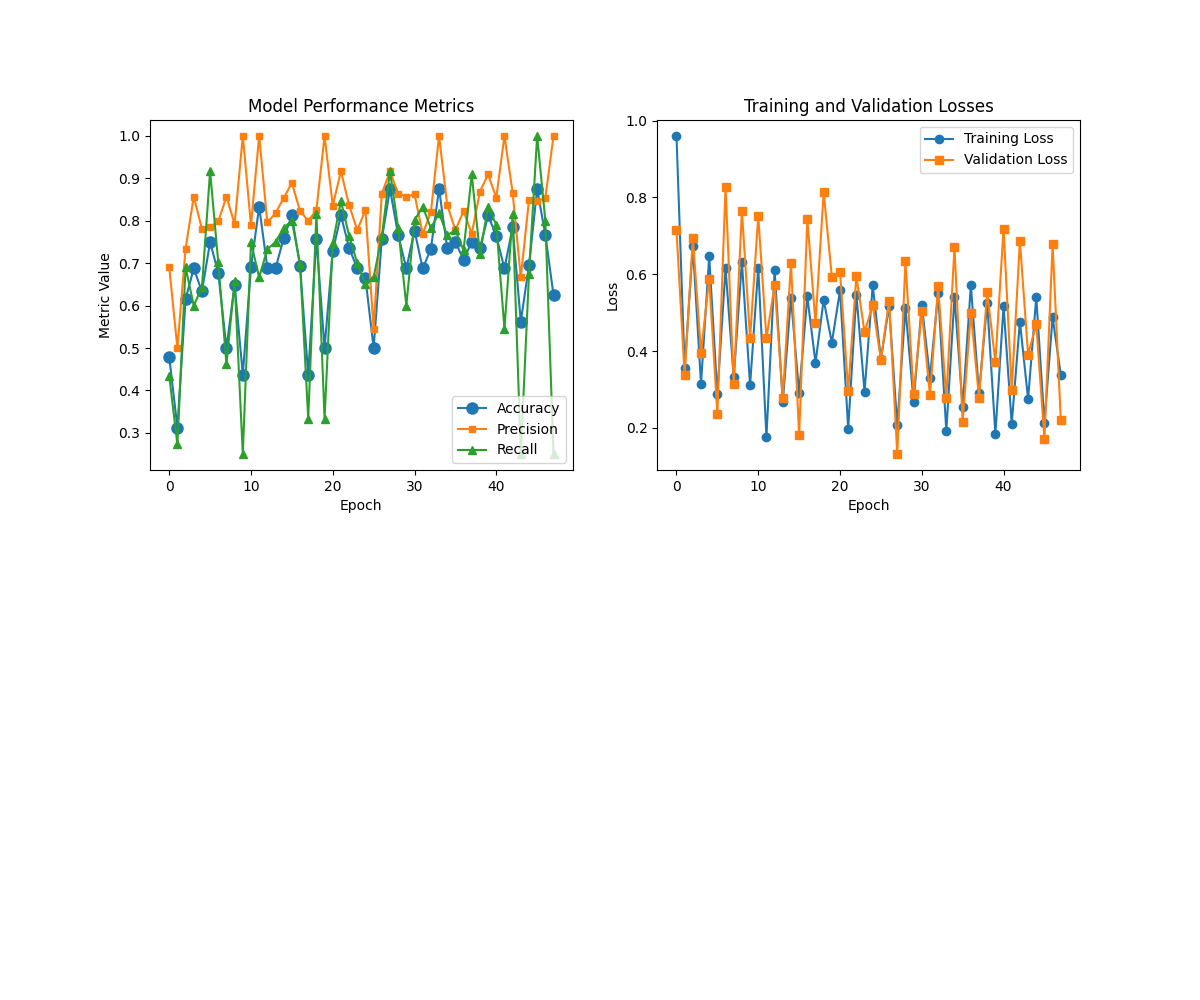 Model Performance Metrics
Metric Value
1.0
0.9
0.8
0.7
0.6
0.5
0.4
0.3
0
10
20
30
40
Epoch
Accuracy
Precision
Recall
Training and Validation Losses
Loss
1.0
0.8
0.6
0.4
0.2
0
10
20
30
40
Epoch
Training Loss
Validation Loss